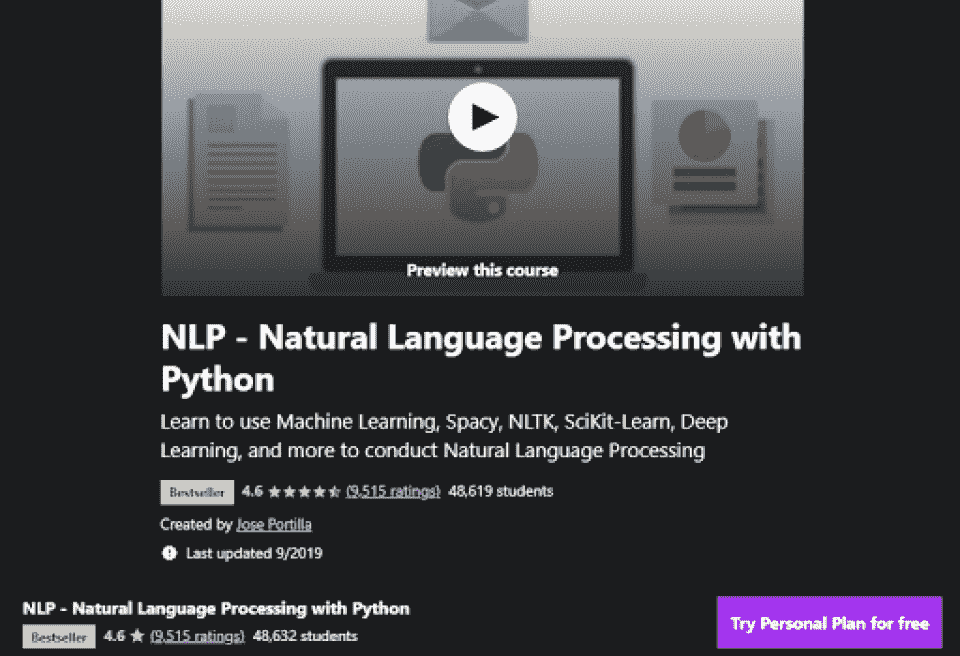 Preview this course
NLP - Natural Language Processing with
Python
Learn to use Machine Learning, Spacy, NLTK, SciKit-Learn, Deep
Learning, and more to conduct Natural Language Processing
Bestseller 4.6 (9,515 ratings) 48,619 students
Created by Jose Portilla
Last updated 9/2019
NLP - Natural Language Processing with Python
Bestseller 4.6 (9,515 ratings) 48,632 students
Try Personal Plan for free